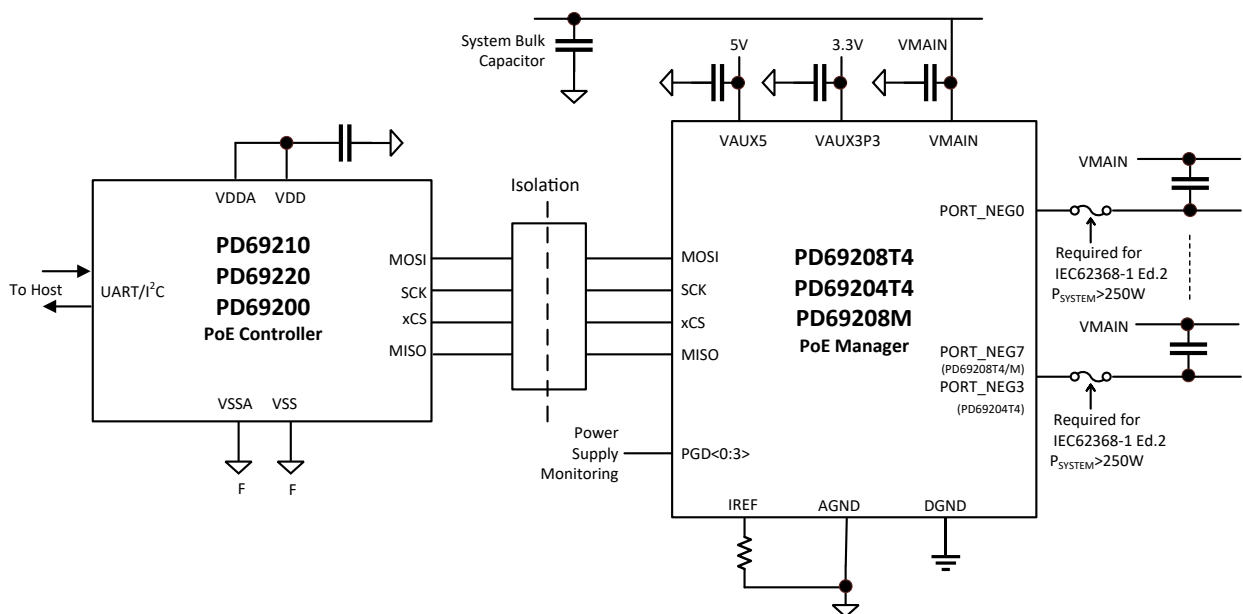 System Bulk
Capacitor
5V
3.3V
VMAIN
VAUX5
VAUX3P3
VMAIN
VDDA
VDD
PD69210
PD69220
PD69200
PoE Controller
To Host
UART/I²C
MOSI
SCK
xCS
MISO
VSSA
VSS
F
F
Isolation
MOSI
SCK
xCS
MISO
Power
Supply
Monitoring
PGD<0:3>
PD69208T4
PD69204T4
PD69208M
PoE Manager
PORT_NEG0
PORT_NEG7
(PD69208T4/M)
PORT_NEG3
(PD69204T4)
IREF
AGND
DGND
VMAIN
Required for
IEC62368-1 Ed.2
PSYSTEM>250W
VMAIN
Required for
IEC62368-1 Ed.2
PSYSTEM>250W